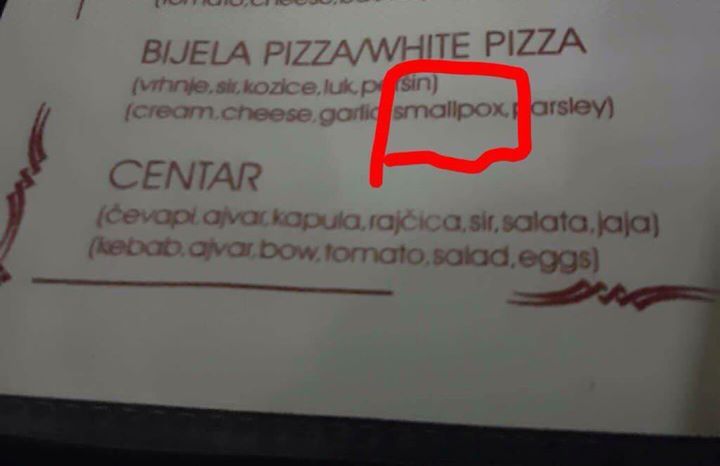 BIJELA PIZZA/WHITE PIZZA
(vrhnje,sir,kozice,luk,peršin)
(cream,cheese,garlic,smallpox,parsley)
CENTAR
(ćevapi,ajvar,kapula,rajčica,sir,salata,jaja)
(kebab,ajvar,bow,tomato,salad,eggs)